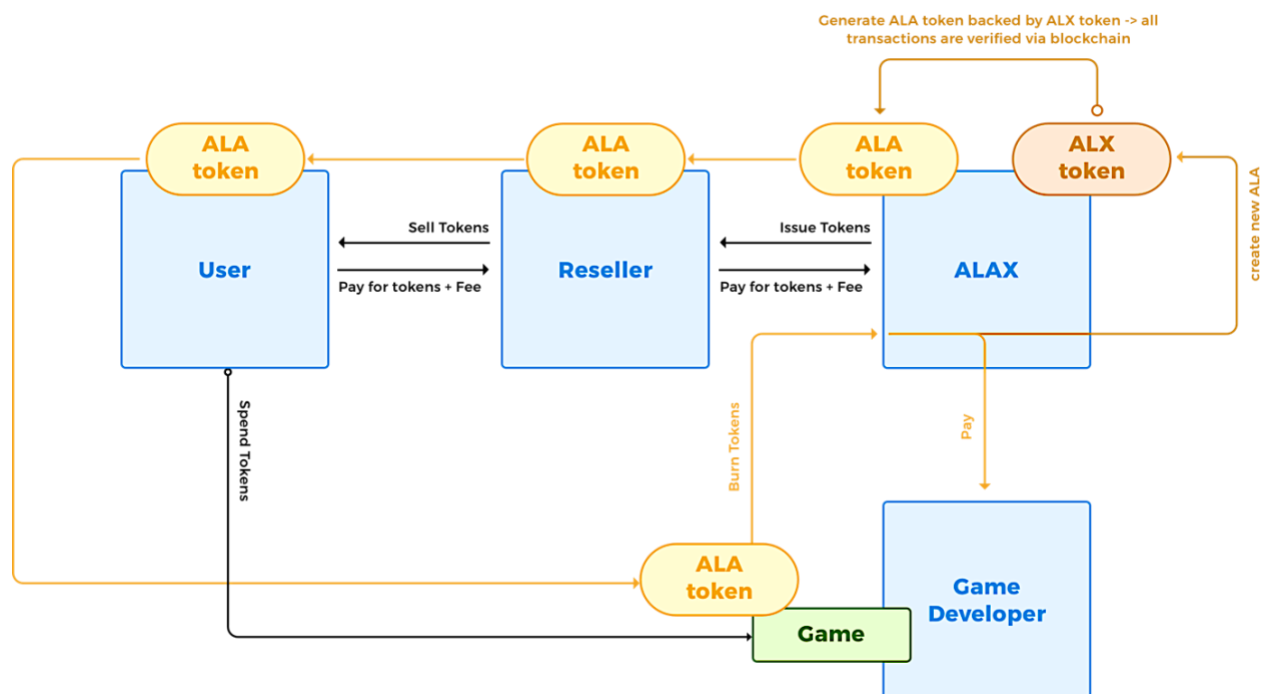 Generate ALA token backed by ALX token -> all
transactions are verified via blockchain
ALA
token
ALA
token
ALA
token
ALX
token
create new ALA
Sell Tokens
Issue Tokens
User
Reseller
ALAX
Pay for tokens + Fee
Pay for tokens + Fee
Spend Tokens
Burn Tokens
Pay
ALA
token
Game
Developer
Game